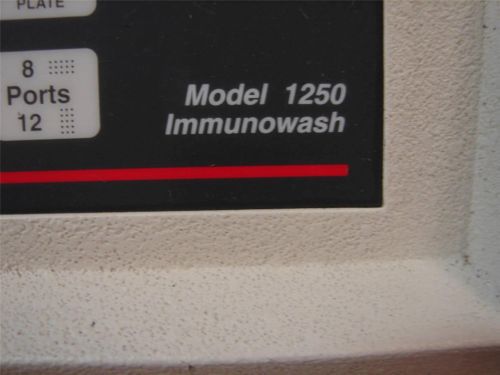 PLATE
8
Ports
12
Model 1250
Immunowash